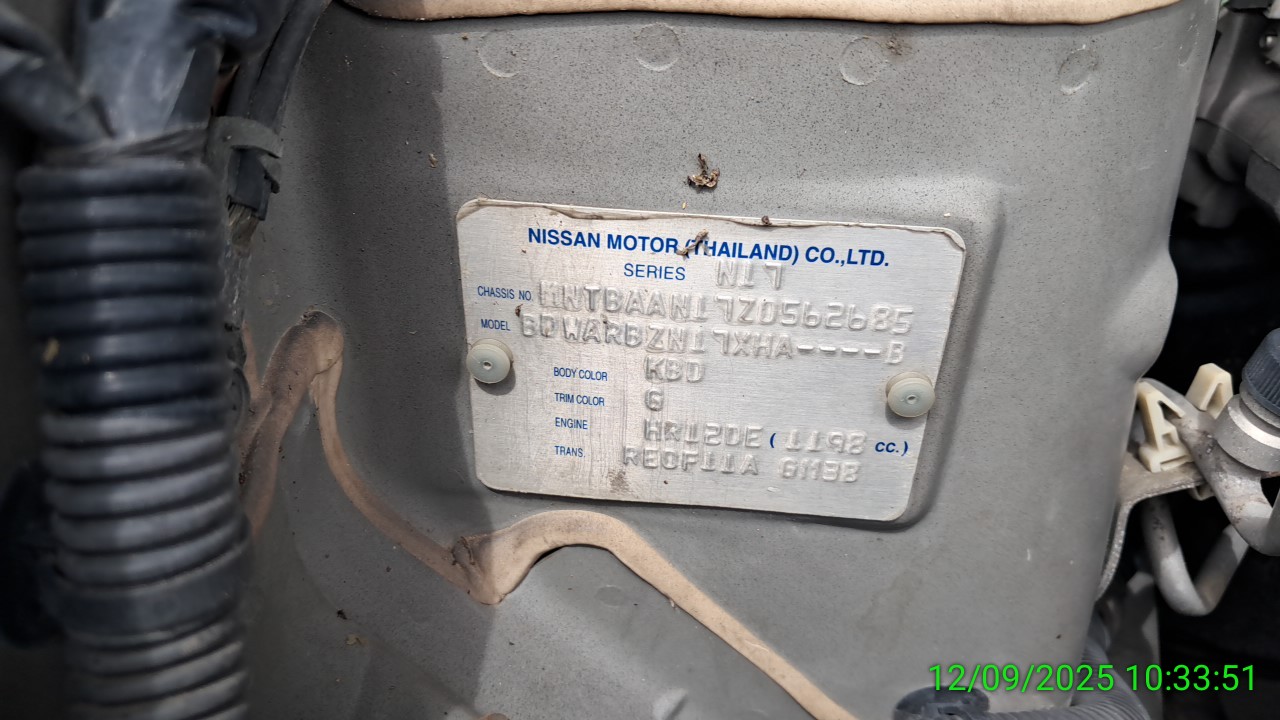 NISSAN MOTOR (THAILAND) CO.,LTD.
SERIES N17
CHASSIS NO. MNTBAAN17Z0562685
MODEL BDWARBZN17XHA----B
BODY COLOR KBD
TRIM COLOR G
ENGINE HR12DE (1198 CC.)
TRANS. RE0F11A GM3B
12/09/2025 10:33:51